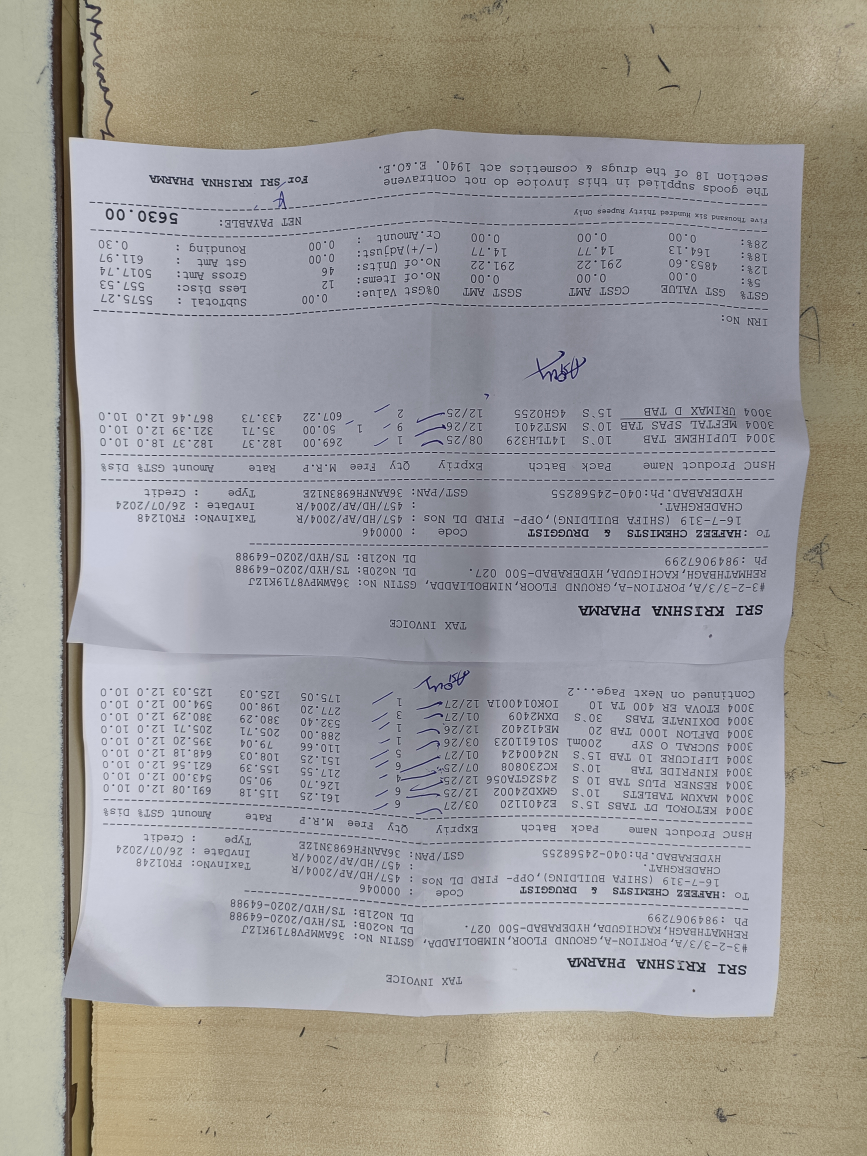 TAX INVOICE
SRI KRISHNA PHARMA
#3-2-3/3/A, PORTION-A, GROUND FLOOR, NIMBOLIADDA, GSTIN No: 36AWMPV8719K1ZJ
REHMATHBAGH, KACHIGUDA, HYDERABAD-500 027. DL No20B: TS/HYD/2020-64988
Ph : 9849067299 DL No21B: TS/HYD/2020-64988
To : HAFEEZ CHEMISTS & DRUGGIST Code : 000046
16-7-319 (SHIFA BUILDING), OPP- FIRD DL Nos : 457/HD/AP/2004/R TaxInvNo: FR01248
CHADERGHAT. : 457/HD/AP/2004/R InvDate : 26/07/2024
HYDERABAD.Ph:040-24568255 GST/PAN: 36AANFH6983M1ZE Type : Credit
HsnC Product Name Pack Batch Expriy Qty Free M.R.P Rate Amount GST% Dis%
3004 KETOROL DT TABS 15`S E2401120 03/27 6 161.25 115.18 691.08 12.0 10.0
3004 MAXUM TABLETS 10`S GMXD24002 12/25 6 126.70 90.50 543.00 12.0 10.0
3004 RESNER PLUS TAB 10`S 24S2GTA056 12/25 4 217.55 155.39 621.56 12.0 10.0
3004 KINPRIDE TAB 10`S KC230808 07/25 6 151.25 108.03 648.18 12.0 10.0
3004 LIPICURE 10 TAB 15`S N2400424 01/27 5 110.66 79.04 395.20 12.0 10.0
3004 SUCRAL O SYP 200ml S01611023 03/26 1 288.00 205.71 205.71 12.0 10.0
3004 DAFLON 1000 TAB 20 ME412402 12/26 1 532.40 380.29 380.29 12.0 10.0
3004 DOXINATE TABS 30`S DXM2409 01/27 3 277.20 198.00 594.00 12.0 10.0
3004 ETOVA ER 400 TA 10 IOK014001A 12/27 1 175.05 125.03 125.03 12.0 10.0
Continued on Next Page...2
TAX INVOICE
SRI KRISHNA PHARMA
#3-2-3/3/A, PORTION-A, GROUND FLOOR, NIMBOLIADDA, GSTIN No: 36AWMPV8719K1ZJ
REHMATHBAGH, KACHIGUDA, HYDERABAD-500 027. DL No20B: TS/HYD/2020-64988
Ph : 9849067299 DL No21B: TS/HYD/2020-64988
To : HAFEEZ CHEMISTS & DRUGGIST Code : 000046
16-7-319 (SHIFA BUILDING), OPP- FIRD DL Nos : 457/HD/AP/2004/R TaxInvNo: FR01248
CHADERGHAT. : 457/HD/AP/2004/R InvDate : 26/07/2024
HYDERABAD.Ph:040-24568255 GST/PAN: 36AANFH6983M1ZE Type : Credit
HsnC Product Name Pack Batch Expriy Qty Free M.R.P Rate Amount GST% Dis%
3004 LUPIHEME TAB 10`S 14TLH329 08/25 1 269.00 182.37 182.37 18.0 10.0
3004 MEFTAL SPAS TAB 10`S MST2401 12/26 9 1 50.00 35.71 321.39 12.0 10.0
3004 URIMAX D TAB 15`S 4GH0255 12/25 2 607.22 433.73 867.46 12.0 10.0
IRN No:
GST% GST VALUE CGST AMT SGST AMT 0%Gst Value: 0.00 SubTotal : 5575.27
5%: 0.00 0.00 0.00 No.of Items: 12 Less Disc: 557.53
12%: 4853.60 291.22 291.22 No.of Units: 46 Gross Amt: 5017.74
18%: 164.13 14.77 14.77 (-/+)Adjust: 0.00 Gst Amt : 611.97
28%: 0.00 0.00 0.00 Cr.Amount : 0.00 Rounding : 0.30
Five Thousand Six Hundred Thirty Rupees Only NET PAYABLE: 5630.00
The goods supplied in this invoice do not contravene
section 18 of the drugs & cosmetics act 1940. E.&O.E. For SRI KRISHNA PHARMA